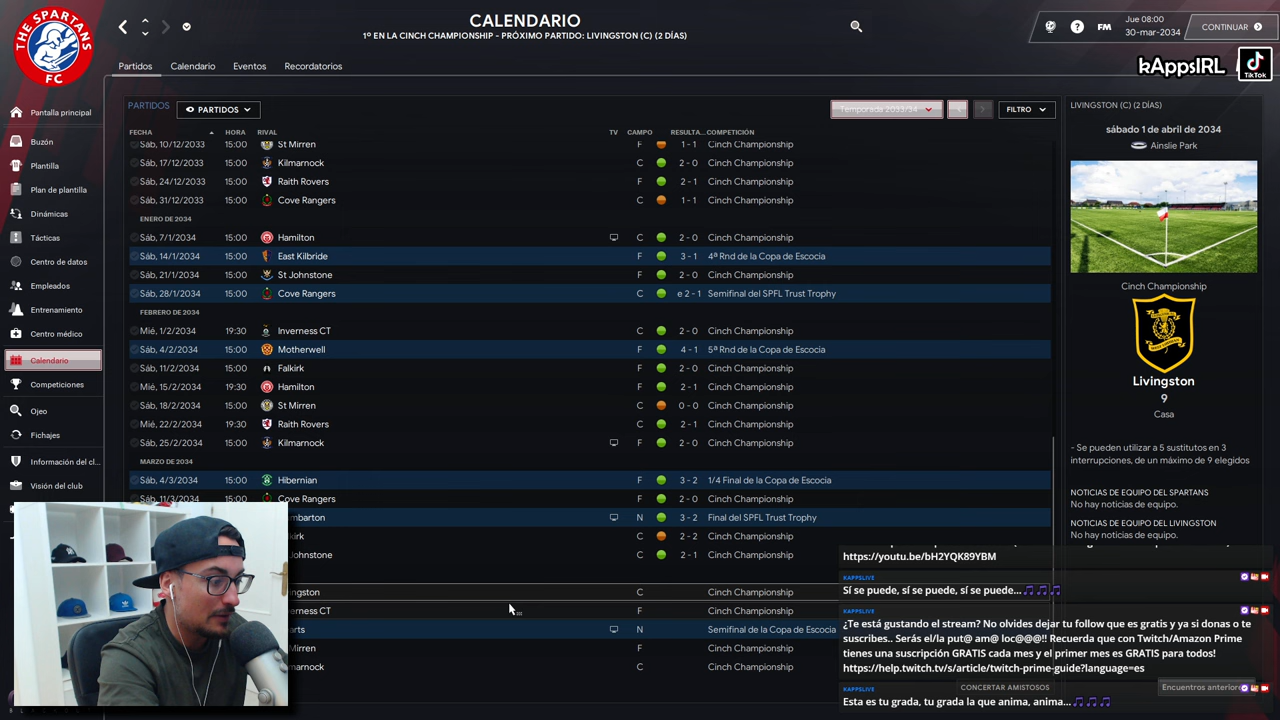 THE SPARTANS
FC
CALENDARIO
1º EN LA CINCH CHAMPIONSHIP - PRÓXIMO PARTIDO: LIVINGSTON (C) (2 DÍAS)
FM
Jue 08:00
30-mar-2034
CONTINUAR
kAppsIRL
TikTok
Partidos
Calendario
Eventos
Recordatorios
Pantalla principal
Buzón
Plantilla
Plan de plantilla
Dinámicas
Tácticas
Centro de datos
Empleados
Entrenamiento
Centro médico
Calendario
Competiciones
Ojeo
Fichajes
Información del cl...
Visión del club
PARTIDOS
PARTIDOS
Temporada 2033/34
FILTRO
FECHA HORA RIVAL TV CAMPO RESULTA... COMPETICIÓN
Sáb, 10/12/2033 15:00 St Mirren F 1 - 1 Cinch Championship
Sáb, 17/12/2033 15:00 Kilmarnock C 2 - 0 Cinch Championship
Sáb, 24/12/2033 15:00 Raith Rovers F 2 - 1 Cinch Championship
Sáb, 31/12/2033 15:00 Cove Rangers C 1 - 1 Cinch Championship
ENERO DE 2034
Sáb, 7/1/2034 15:00 Hamilton C 2 - 0 Cinch Championship
Sáb, 14/1/2034 15:00 East Kilbride F 3 - 1 4ª Rnd de la Copa de Escocia
Sáb, 21/1/2034 15:00 St Johnstone F 2 - 0 Cinch Championship
Sáb, 28/1/2034 15:00 Cove Rangers C e 2 - 1 Semifinal del SPFL Trust Trophy
FEBRERO DE 2034
Mié, 1/2/2034 19:30 Inverness CT C 2 - 0 Cinch Championship
Sáb, 4/2/2034 15:00 Motherwell F 4 - 1 5ª Rnd de la Copa de Escocia
Sáb, 11/2/2034 15:00 Falkirk F 2 - 0 Cinch Championship
Mié, 15/2/2034 19:30 Hamilton F 2 - 1 Cinch Championship
Sáb, 18/2/2034 15:00 St Mirren C 0 - 0 Cinch Championship
Mié, 22/2/2034 19:30 Raith Rovers C 2 - 1 Cinch Championship
Sáb, 25/2/2034 15:00 Kilmarnock F 2 - 0 Cinch Championship
MARZO DE 2034
Sáb, 4/3/2034 15:00 Hibernian F 3 - 2 1/4 Final de la Copa de Escocia
Sáb, 11/3/2034 15:00 Cove Rangers F 2 - 0 Cinch Championship
mbarton N 3 - 2 Final del SPFL Trust Trophy
kirk C 2 - 2 Cinch Championship
Johnstone C 2 - 1 Cinch Championship
ingston C Cinch Championship
erness CT F Cinch Championship
arts N Semifinal de la Copa de Escocia
Mirren F Cinch Championship
marnock C Cinch Championship
LIVINGSTON (C) (2 DÍAS)
sábado 1 de abril de 2034
Ainslie Park
Cinch Championship
Livingston
9
Casa
- Se pueden utilizar a 5 sustitutos en 3
interrupciones, de un máximo de 9 elegidos
NOTICIAS DE EQUIPO DEL SPARTANS
No hay noticias de equipo.
NOTICIAS DE EQUIPO DEL LIVINGSTON
No hay noticias de equipo.
https://youtu.be/bH2YQK89YBM
KAPPSLIVE
Sí se puede, sí se puede, sí se puede...
KAPPSLIVE
¿Te está gustando el stream? No olvides dejar tu follow que es gratis y ya si donas o te
suscribes.. Serás el/la put@ am@ loc@@@!! Recuerda que con Twitch/Amazon Prime
tienes una suscripción GRATIS cada mes y el primer mes es GRATIS para todos!
https://help.twitch.tv/s/article/twitch-prime-guide?language=es
KAPPSLIVE
CONCERTAR AMISTOSOS
Encuentros anteriore
Esta es tu grada, tu grada la que anima, anima...